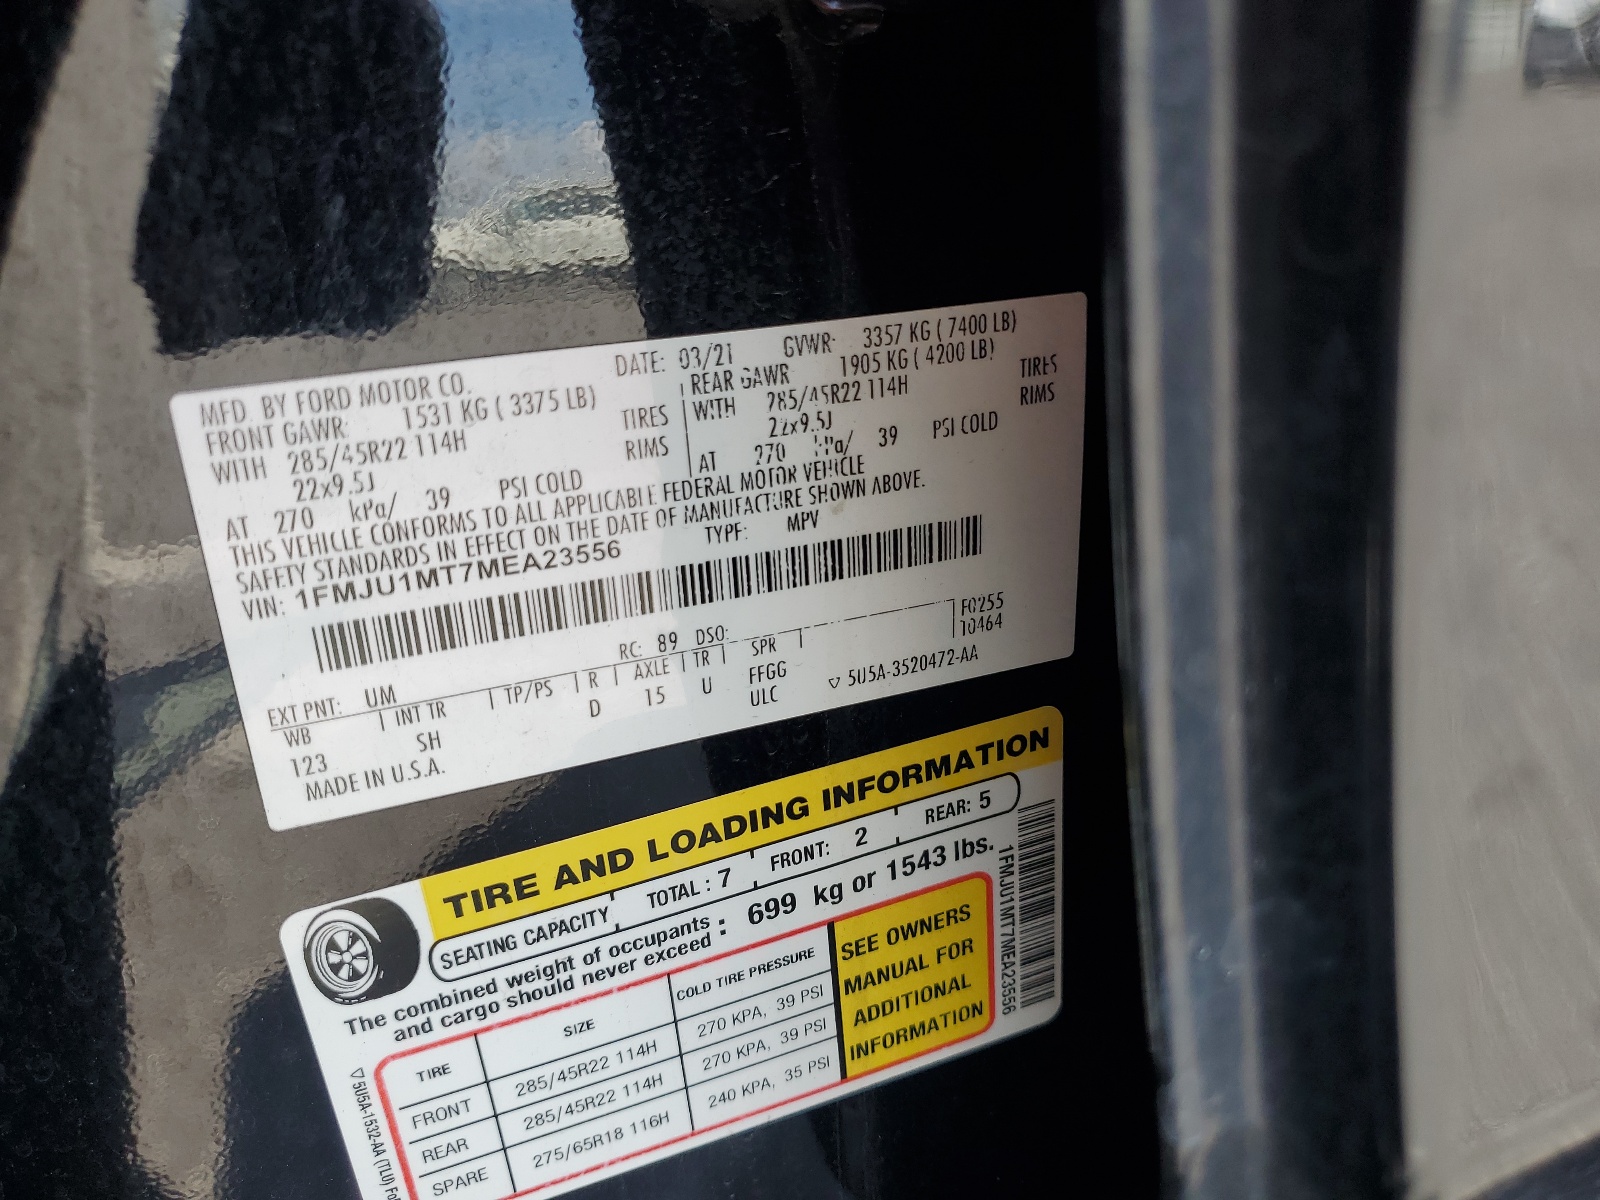 MFD. BY FORD MOTOR CO. DATE: 03/21 GVWR: 3357 KG ( 7400 LB)
FRONT GAWR: 1531 KG ( 3375 LB) REAR GAWR 1905 KG ( 4200 LB)
WITH 285/45R22 114H TIRES WITH 285/45R22 114H TIRES
22x9.5J RIMS 22x9.5J RIMS
AT 270 kPa/ 39 PSI COLD AT 270 kPa/ 39 PSI COLD
THIS VEHICLE CONFORMS TO ALL APPLICABLE FEDERAL MOTOR VEHICLE
SAFETY STANDARDS IN EFFECT ON THE DATE OF MANUFACTURE SHOWN ABOVE.
VIN: 1FMJU1MT7MEA23556 TYPE: MPV
EXT PNT: UM RC: 89 DSO: F0255
WB INT TR TP/PS R AXLE TR SPR 10464
123 SH D 15 U FFGG
ULC
MADE IN U.S.A. ▽ 5U5A-3520472-AA
TIRE AND LOADING INFORMATION
SEATING CAPACITY TOTAL : 7 FRONT: 2 REAR: 5
The combined weight of occupants and cargo should never exceed : 699 kg or 1543 lbs.
TIRE SIZE COLD TIRE PRESSURE
FRONT 285/45R22 114H 270 KPA, 39 PSI
REAR 285/45R22 114H 270 KPA, 39 PSI
SPARE 275/65R18 116H 240 KPA, 35 PSI
SEE OWNERS
MANUAL FOR
ADDITIONAL
INFORMATION
1FMJU1MT7MEA23556
▽ 5U5A-1532-AA (TLU)